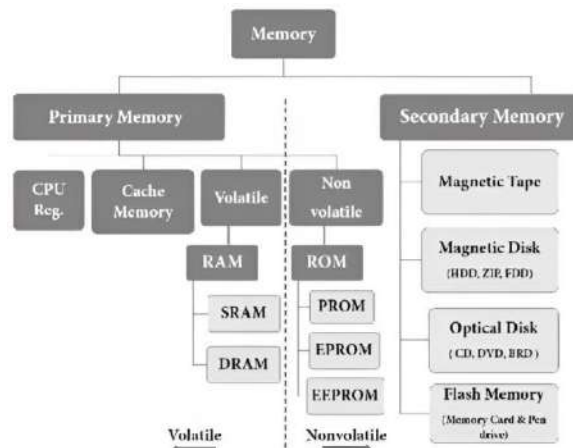 Memory
Primary Memory
Secondary Memory
CPU
Reg.
Cache
Memory
Volatile
Non
volatile
RAM
SRAM
DRAM
ROM
PROM
EPROM
EEPROM
Magnetic Tape
Magnetic Disk
(HDD, ZIP, FDD)
Optical Disk
( CD, DVD, BRD )
Flash Memory
(Memory Card & Pen
drive)
Volatile
Nonvolatile